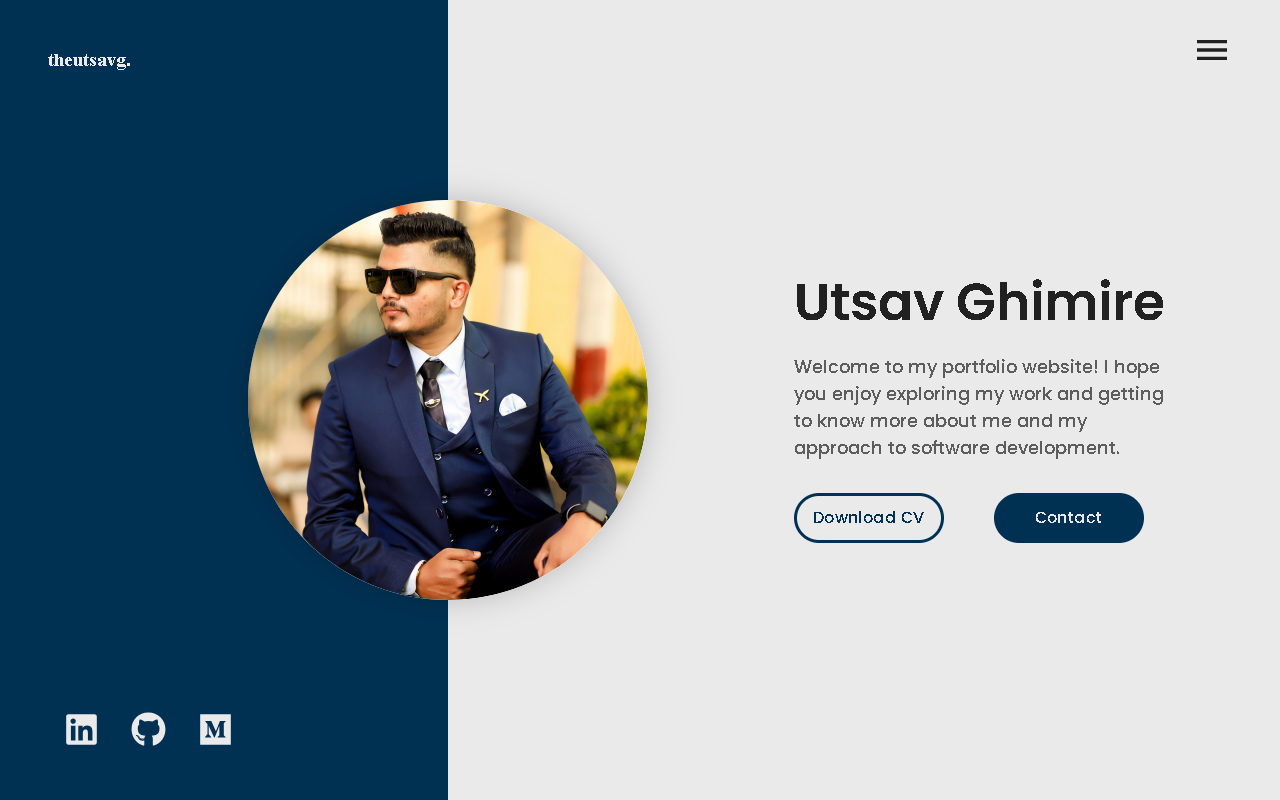 theutsavg.
Utsav Ghimire
Welcome to my portfolio website! I hope
you enjoy exploring my work and getting
to know more about me and my
approach to software development.
Download CV
Contact
in
M